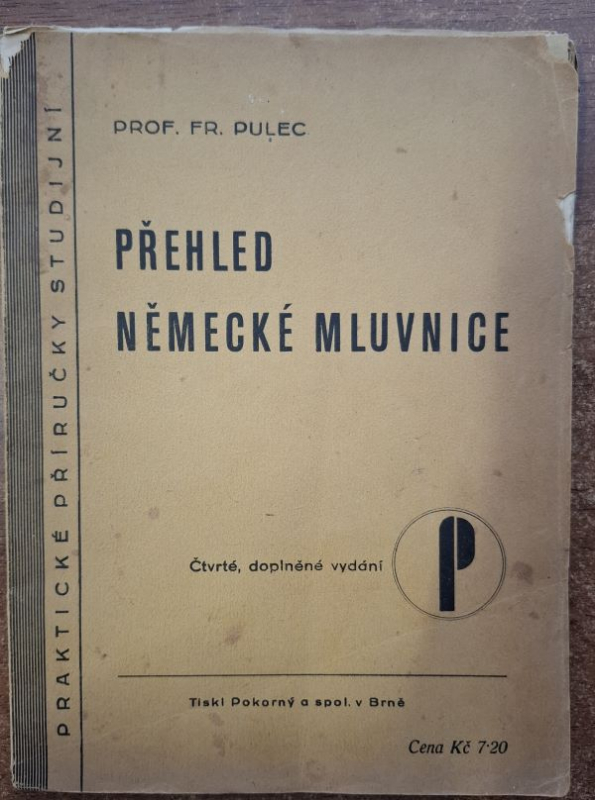 PRAKTICKÉ PŘÍRUČKY STUDIJNÍ
PROF. FR. PULEC
PŘEHLED
NĚMECKÉ MLUVNICE
Čtvrté, doplněné vydání
P
Tiskl Pokorný a spol. v Brně
Cena Kč 7·20